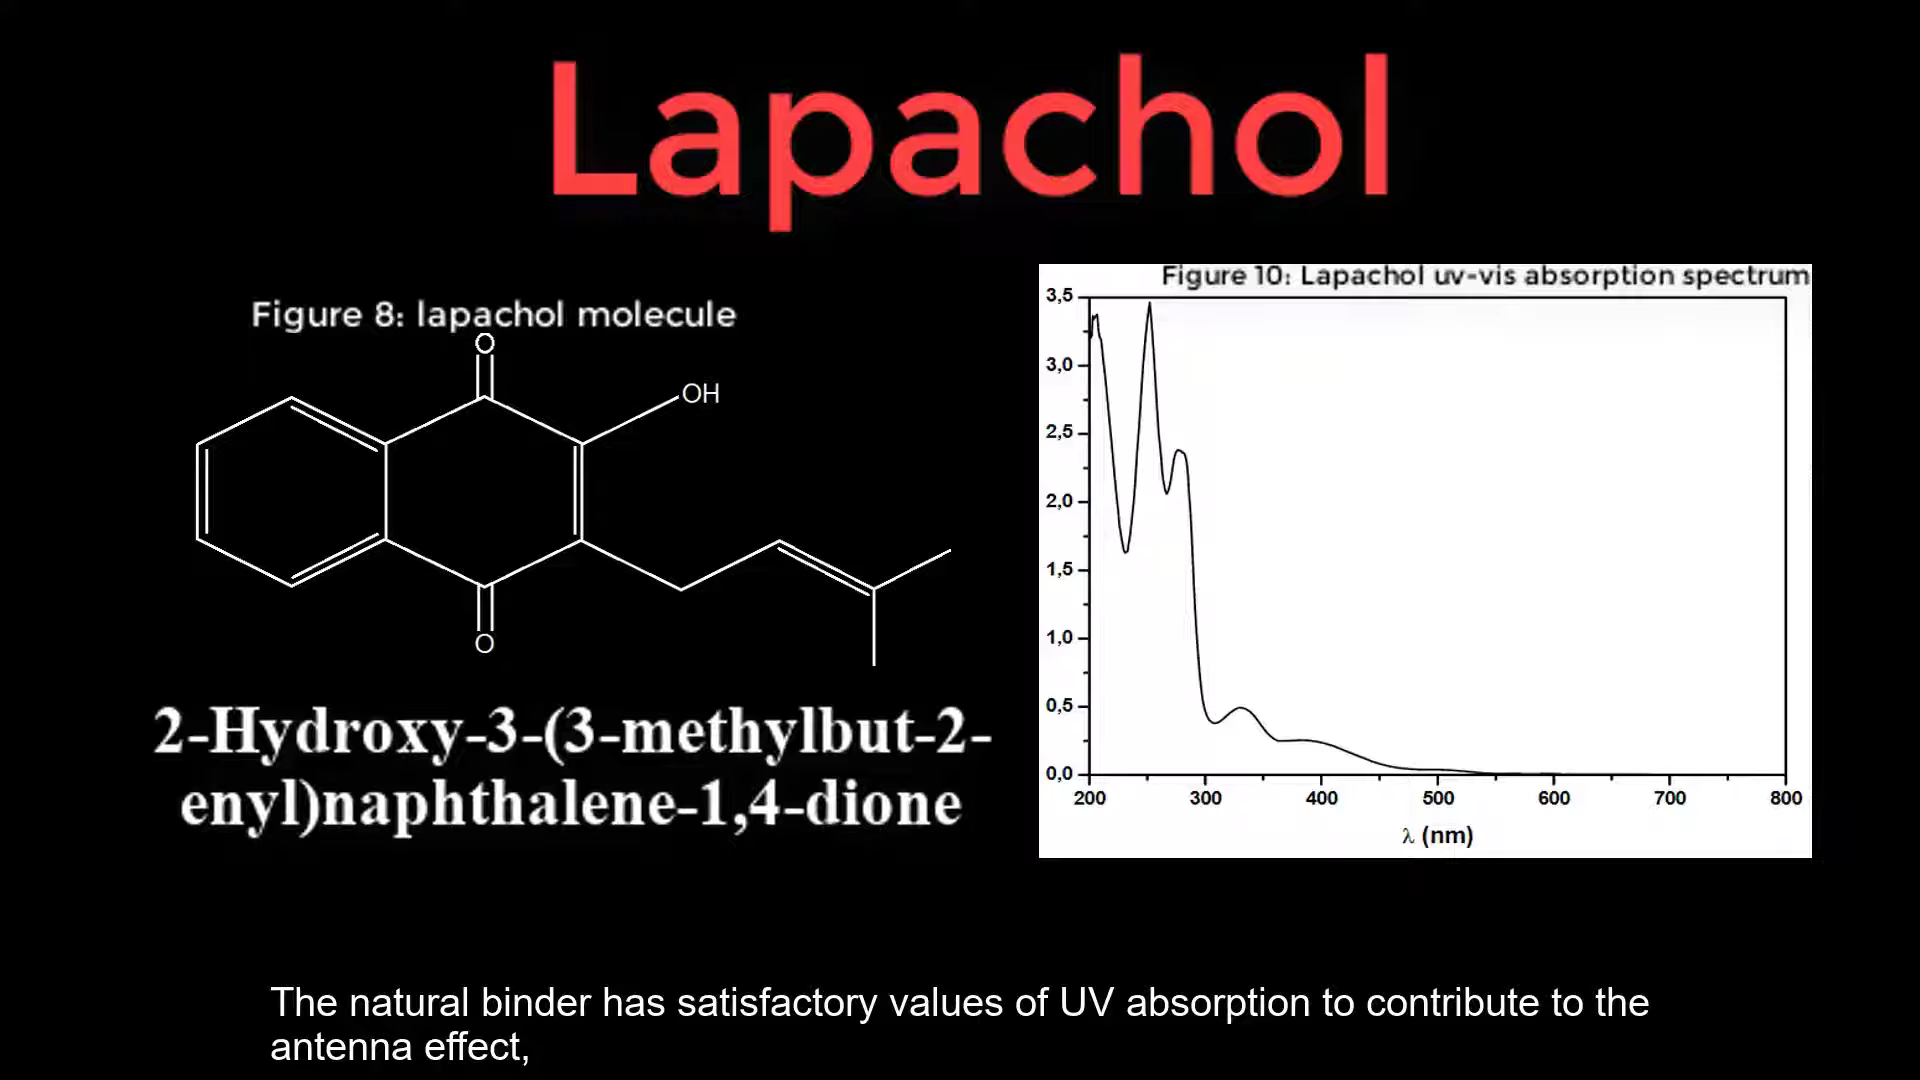 Lapachol
Figure 8: lapachol molecule
O
OH
O
2-Hydroxy-3-(3-methylbut-2-
enyl)naphthalene-1,4-dione
Figure 10: Lapachol uv-vis absorption spectrum
3,5
3,0
2,5
2,0
1,5
1,0
0,5
0,0
200 300 400 500 600 700 800
λ (nm)
The natural binder has satisfactory values of UV absorption to contribute to the
antenna effect,